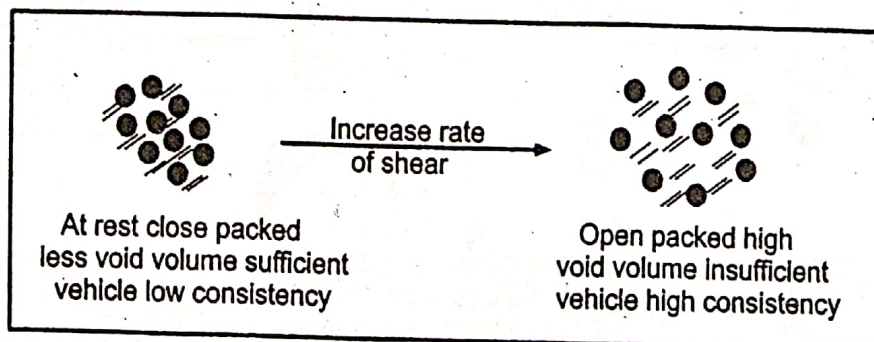 Increase rate
of shear
At rest close packed
less void volume sufficient
vehicle low consistency
Open packed high
void volume insufficient
vehicle high consistency